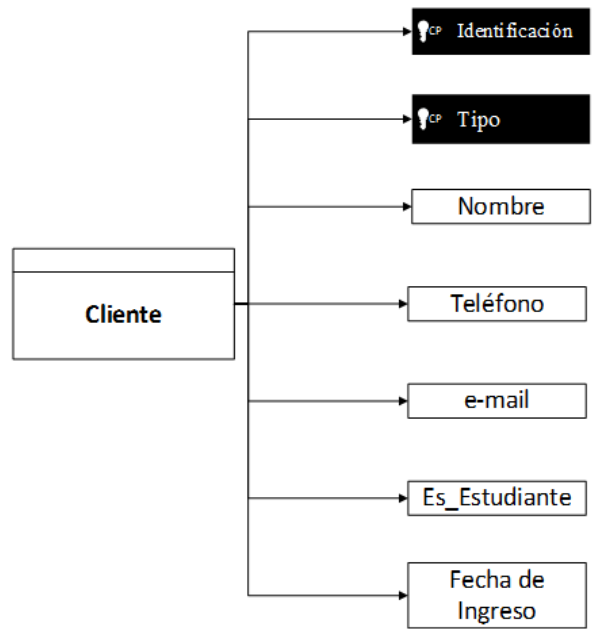 CP Identificación
CP Tipo
Nombre
Cliente
Teléfono
e-mail
Es_Estudiante
Fecha de
Ingreso